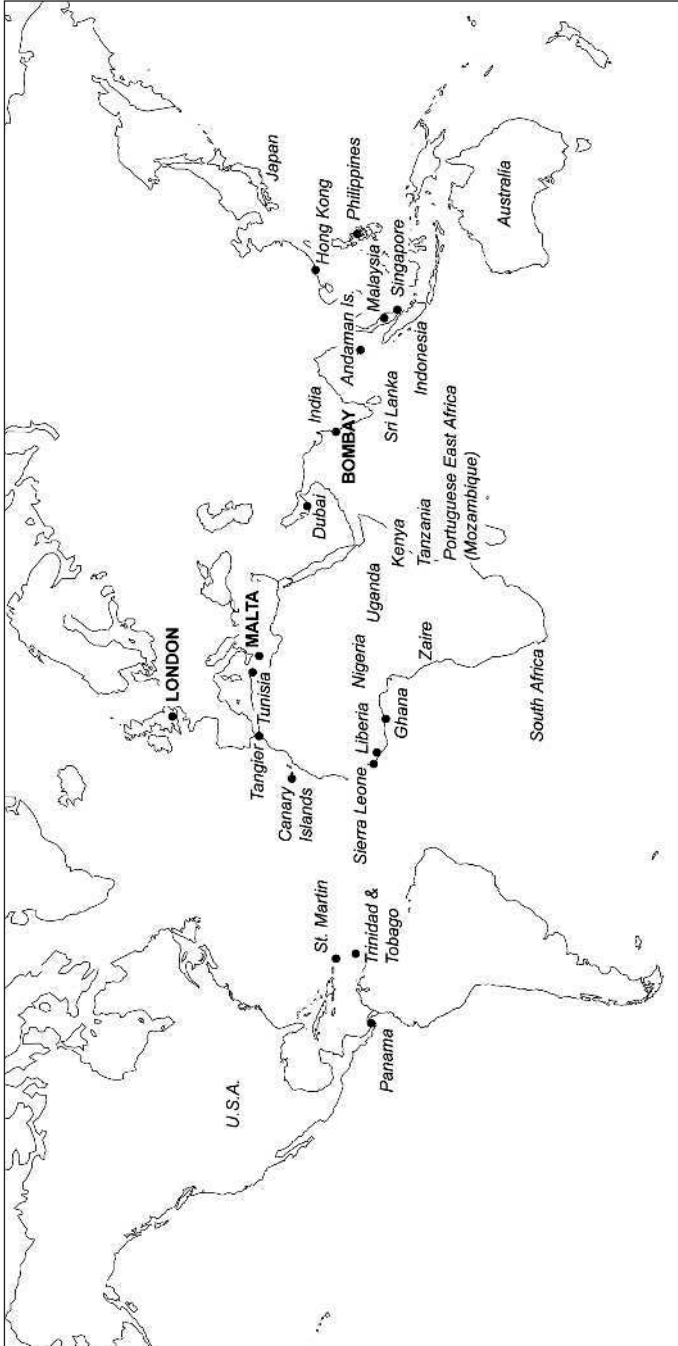 U.S.A.
Panama
St. Martin
Trinidad &
Tobago
LONDON
Tangier
Tunisia
MALTA
Canary
Islands
Sierra Leone
Liberia
Ghana
Nigeria
Zaire
South Africa
Uganda
Kenya
Tanzania
Portuguese East Africa
(Mozambique)
Dubai
India
BOMBAY
Sri Lanka
Andaman Is.
Malaysia
Singapore
Indonesia
Hong Kong
Philippines
Japan
Australia